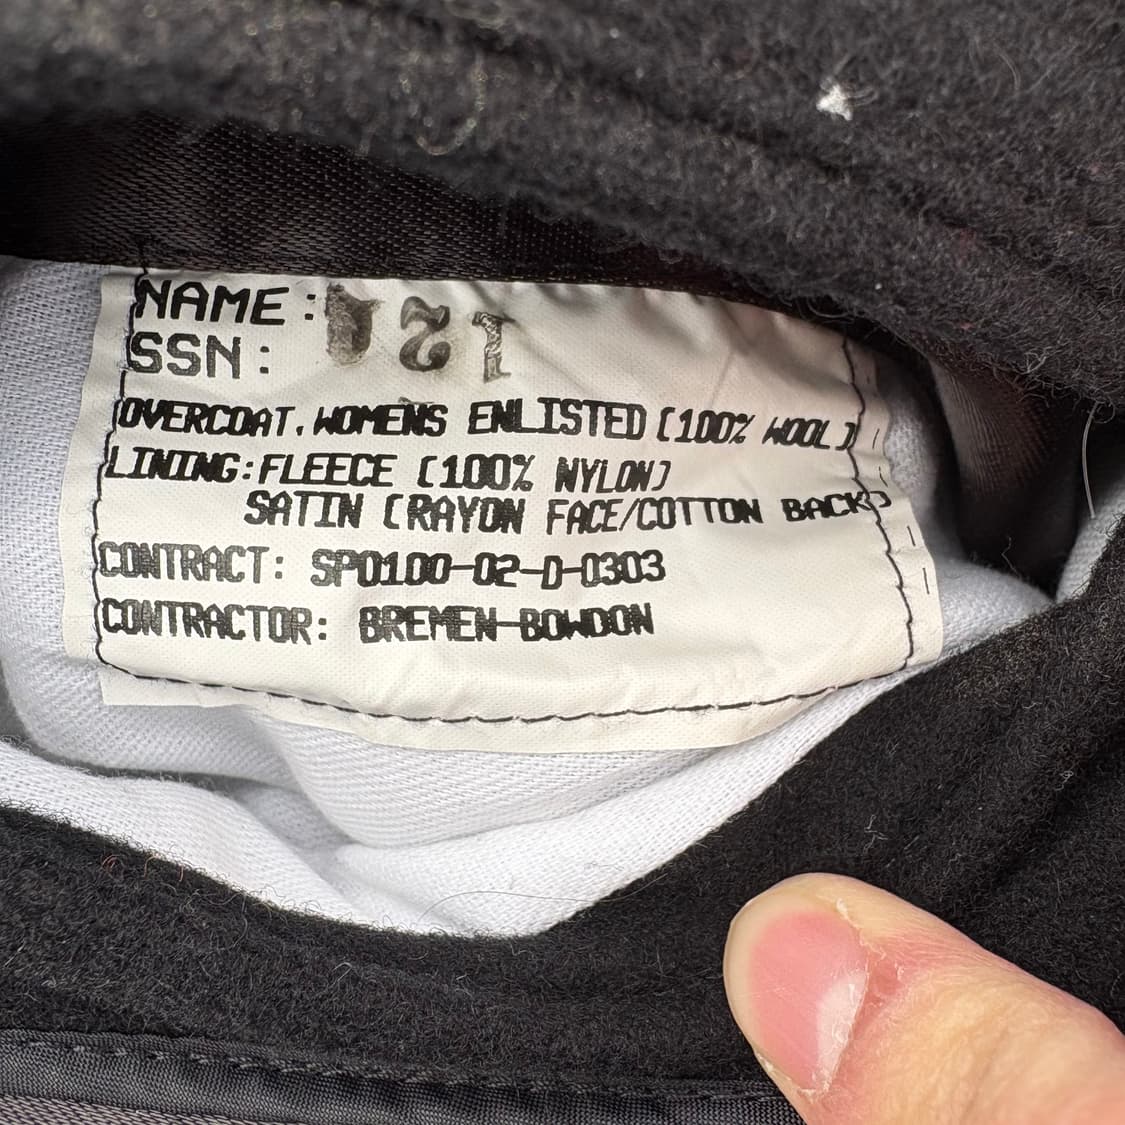 NAME:
SSN:
OVERCOAT, WOMENS ENLISTED (100% WOOL)
LINING: FLEECE (100% NYLON)
SATIN (RAYON FACE/COTTON BACK)
CONTRACT: SPO100-02-D-0303
CONTRACTOR: BREMEN-BOWDON